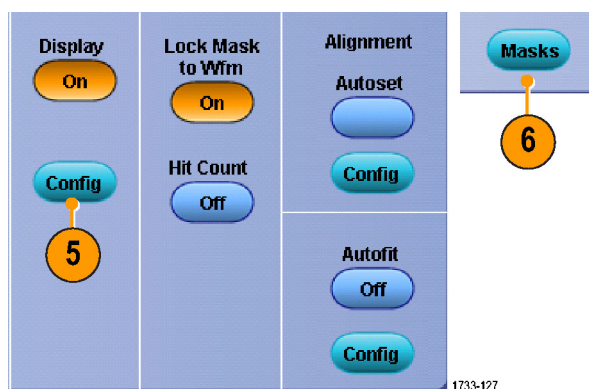 Display
On
Config
5
Lock Mask
to Wfm
On
Hit Count
Off
Alignment
Autoset
Config
Autofit
Off
Config
Masks
6
1733-127